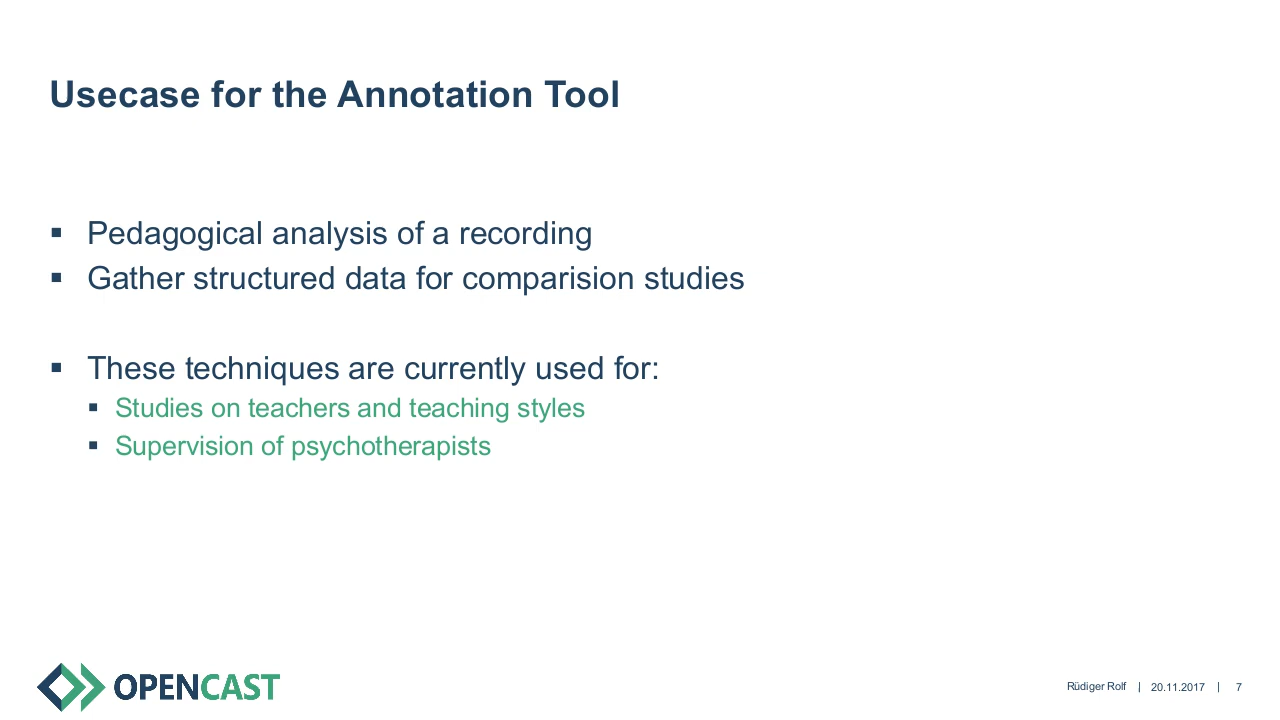 Usecase for the Annotation Tool
▪ Pedagogical analysis of a recording
▪ Gather structured data for comparision studies
▪ These techniques are currently used for:
▪ Studies on teachers and teaching styles
▪ Supervision of psychotherapists
OPENCAST
Rüdiger Rolf | 20.11.2017 | 7